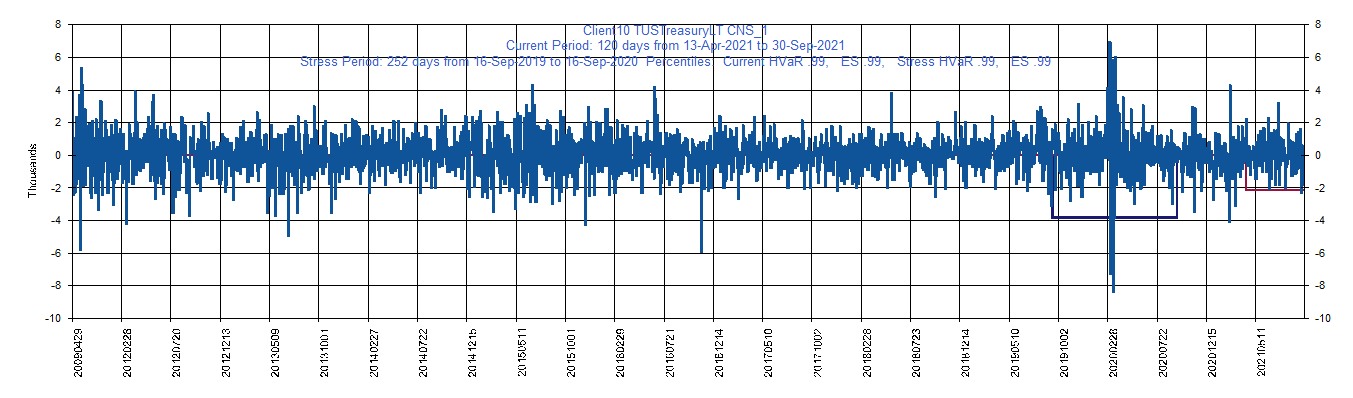 Client10 TUSTreasuryLT CNS_1
Current Period: 120 days from 13-Apr-2021 to 30-Sep-2021
Stress Period: 252 days from 16-Sep-2019 to 16-Sep-2020 Percentiles: Current HVaR .99, ES .99, Stress HVaR .99, ES .99
8 8
6 6
4 4
2 2
0 0
-2 -2
-4 -4
-6 -6
-8 -8
-10 -10
Thousands
20090429 20120228 20120720 20121213 20130509 20131001 20140227 20140722 20141215 20150511 20151001 20160229 20160721 20161214 20170510 20171002 20180228 20180723 20181214 20190510 20191002 20200228 20200722 20201215 20210511